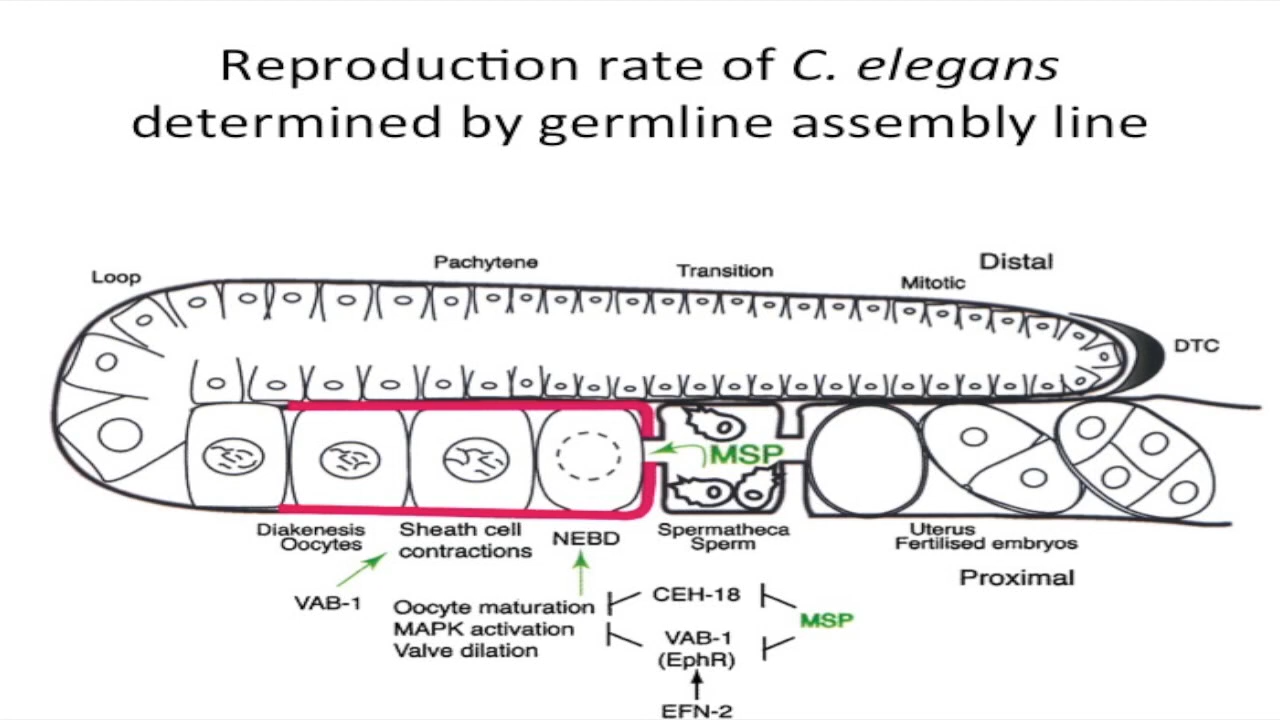 Reproduction rate of C. elegans
determined by germline assembly line
Loop
Pachytene
Transition
Mitotic
Distal
DTC
MSP
Diakenesis
Oocytes
Sheath cell
contractions
NEBD
Spermatheca
Sperm
Uterus
Fertilised embryos
Proximal
VAB-1
Oocyte maturation
MAPK activation
Valve dilation
CEH-18
VAB-1
(EphR)
MSP
EFN-2